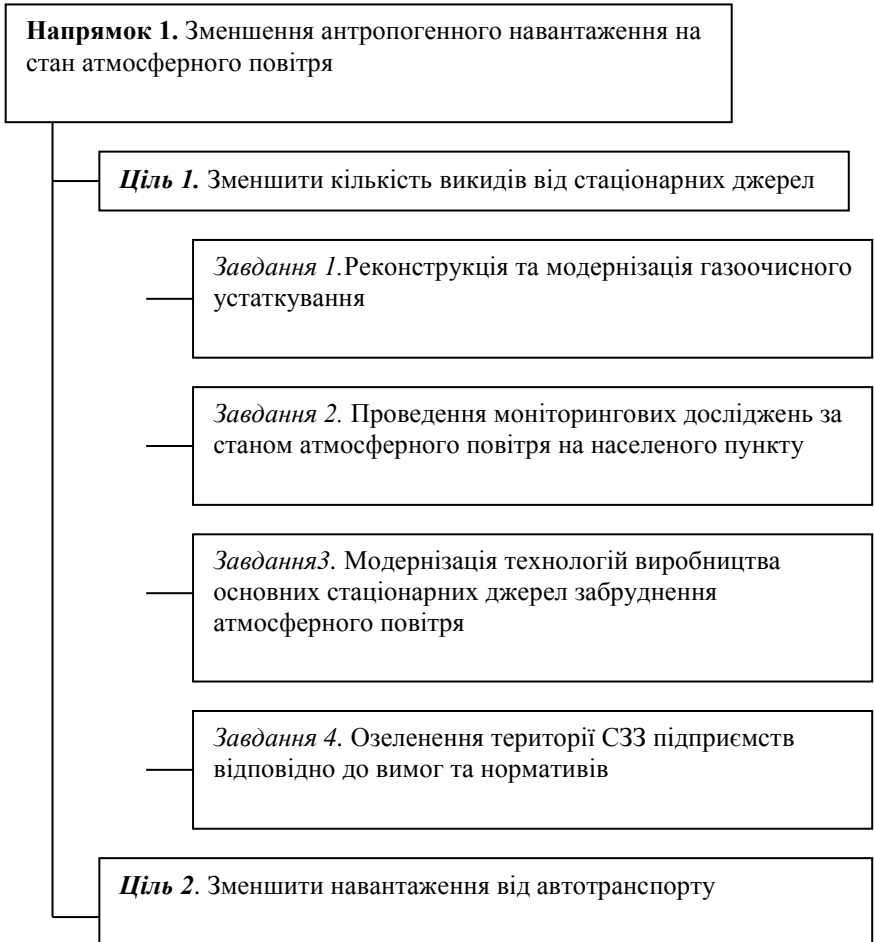 Напрямок 1. Зменшення антропогенного навантаження на
стан атмосферного повітря
Ціль 1. Зменшити кількість викидів від стаціонарних джерел
Завдання 1.Реконструкція та модернізація газоочисного
устаткування
Завдання 2. Проведення моніторингових досліджень за
станом атмосферного повітря на населеного пункту
Завдання3. Модернізація технологій виробництва
основних стаціонарних джерел забруднення
атмосферного повітря
Завдання 4. Озеленення території СЗЗ підприємств
відповідно до вимог та нормативів
Ціль 2. Зменшити навантаження від автотранспорту